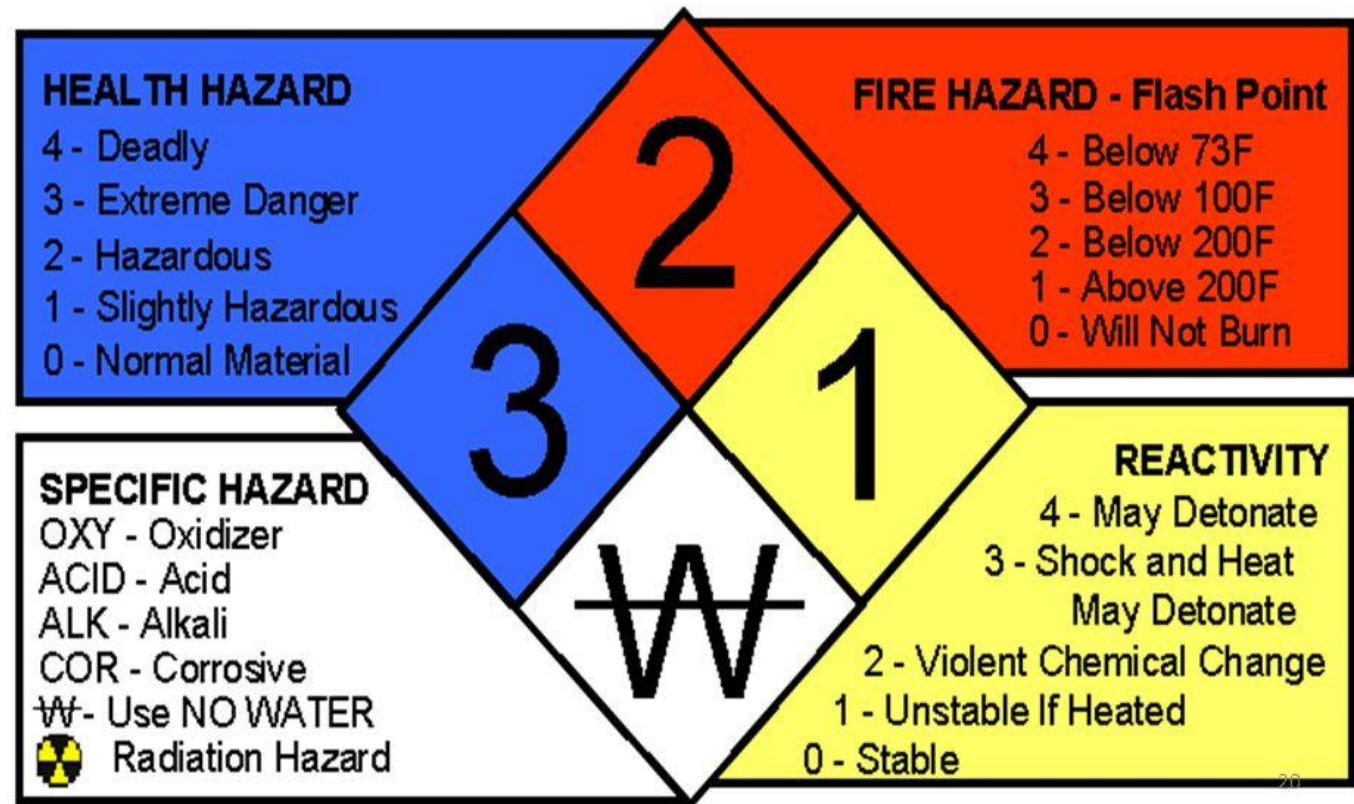 HEALTH HAZARD
4 - Deadly
3 - Extreme Danger
2 - Hazardous
1 - Slightly Hazardous
0 - Normal Material
FIRE HAZARD - Flash Point
4 - Below 73F
3 - Below 100F
2 - Below 200F
1 - Above 200F
0 - Will Not Burn
2
3
1
W
SPECIFIC HAZARD
OXY - Oxidizer
ACID - Acid
ALK - Alkali
COR - Corrosive
W - Use NO WATER
Radiation Hazard
REACTIVITY
4 - May Detonate
3 - Shock and Heat
May Detonate
2 - Violent Chemical Change
1 - Unstable If Heated
0 - Stable
20